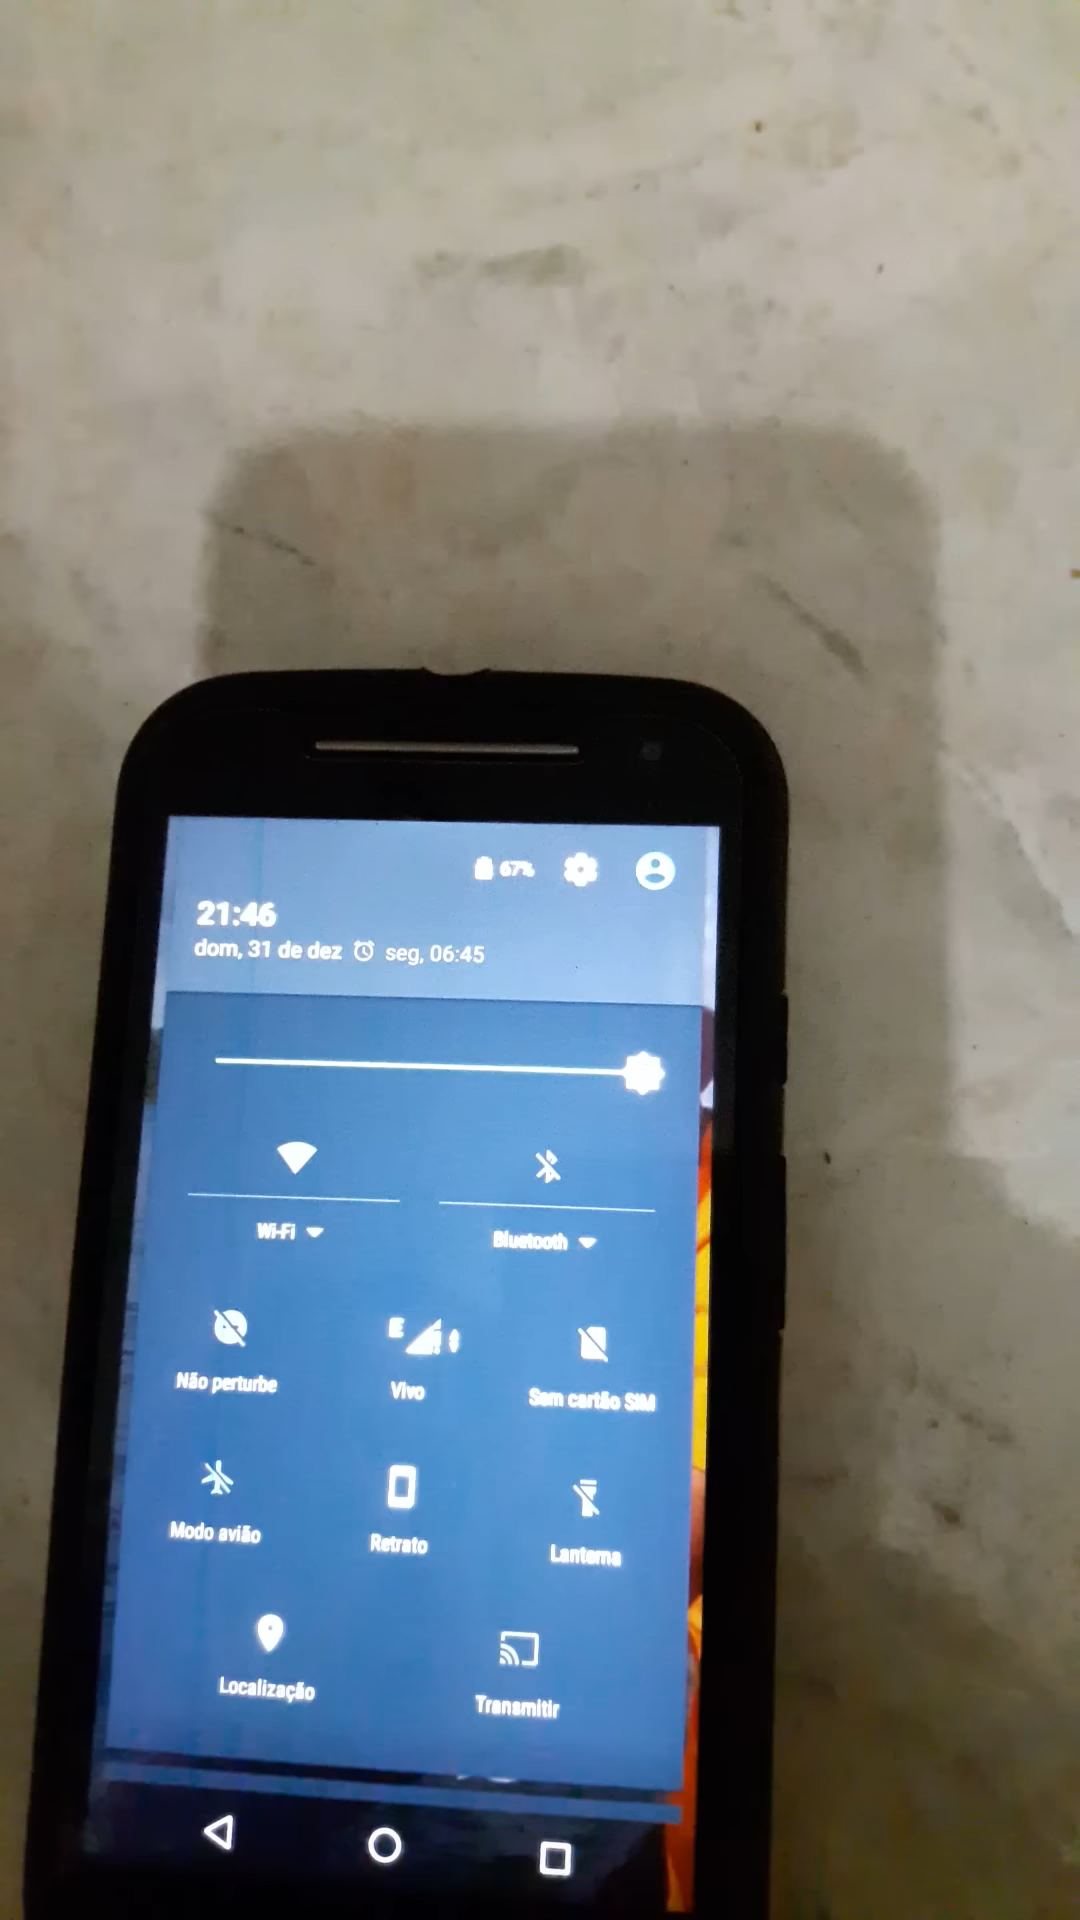 67%
21:46
dom, 31 de dez seg, 06:45
Wi-Fi
Bluetooth
Não perturbe
E
Vivo
Sem cartão SIM
Modo avião
Retrato
Lanterna
Localização
Transmitir